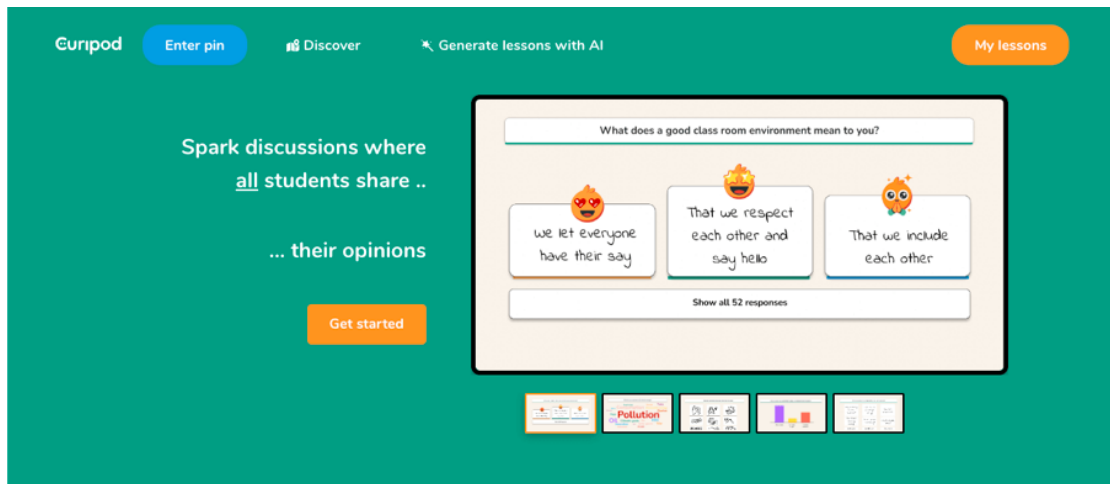 Curipod
Enter pin
Discover
Generate lessons with AI
My lessons
Spark discussions where
all students share ..
... their opinions
Get started
What does a good class room environment mean to you?
We let everyone
have their say
That we respect
each other and
say hello
That we include
each other
Show all 52 responses
Pollution